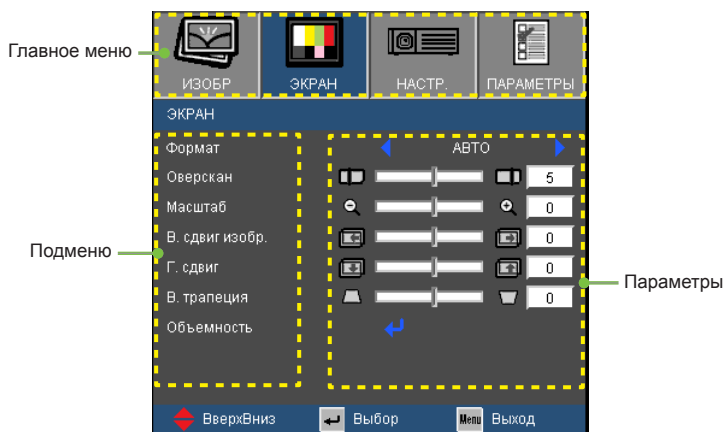 Главное меню
ИЗОБР
ЭКРАН
НАСТР.
ПАРАМЕТРЫ
ЭКРАН
Формат
АВТО
Оверскан
5
Масштаб
0
В. сдвиг изобр.
0
Подменю
Г. сдвиг
0
Параметры
В. трапеция
0
Объемность
ВверхВниз
Выбор
Menu Выход